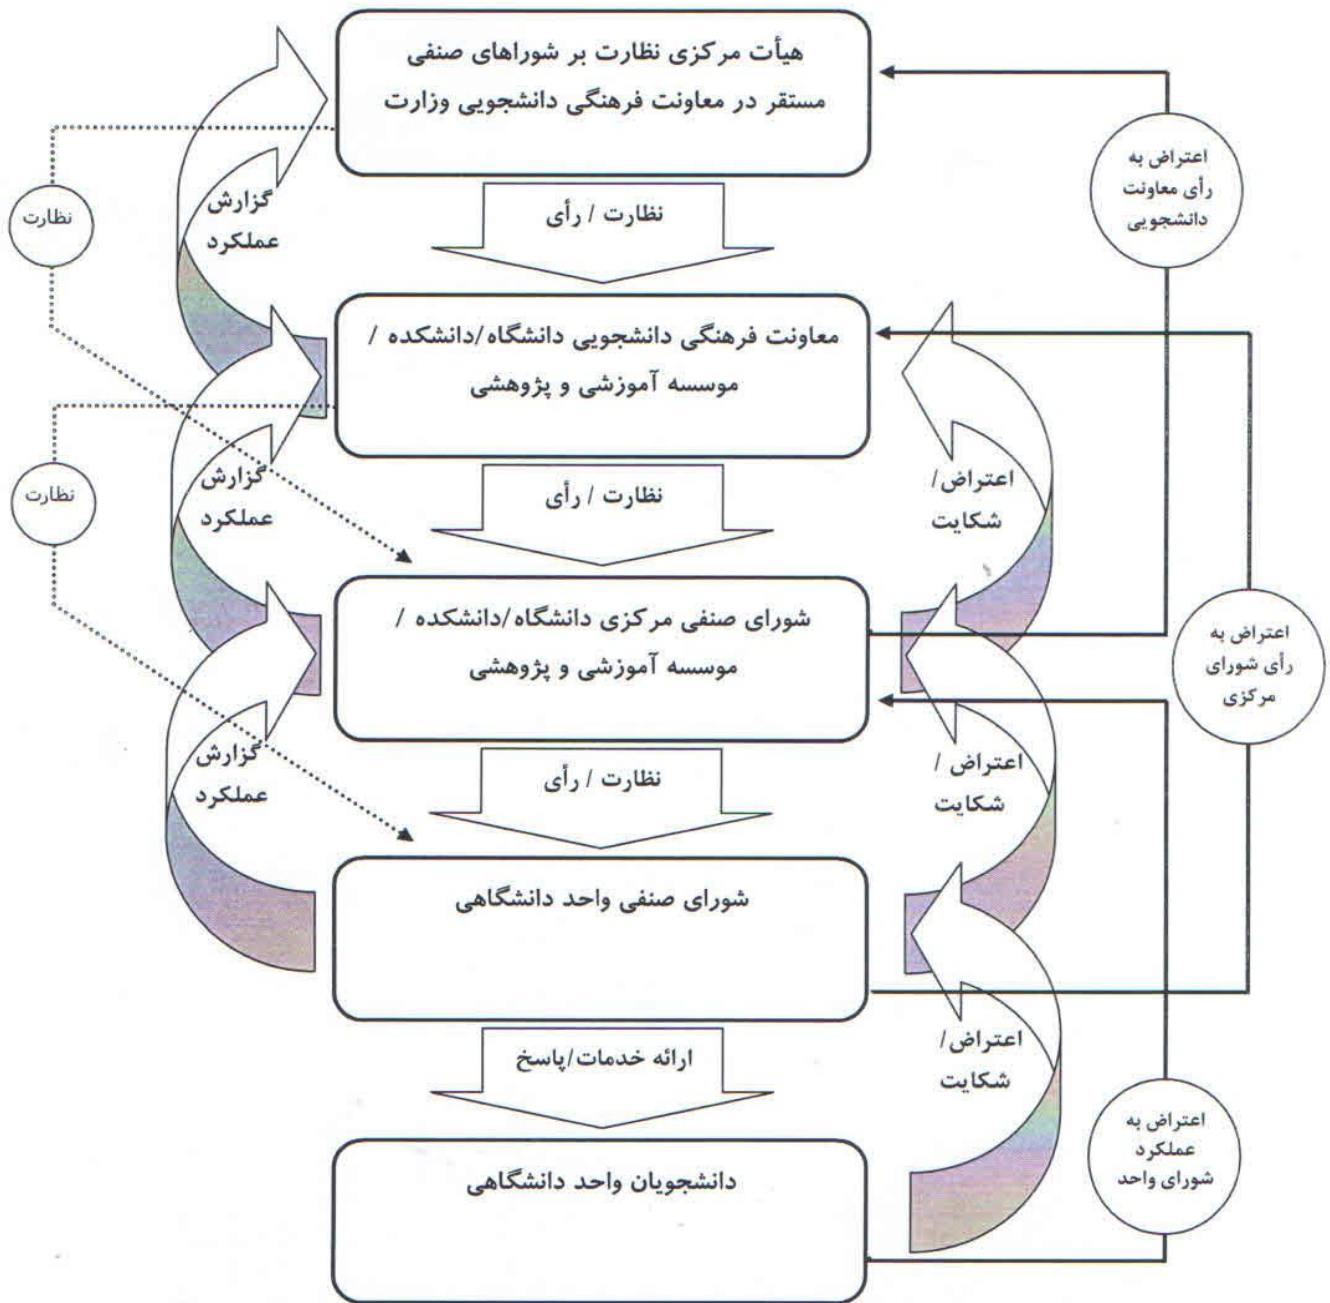 هیأت مرکزی نظارت بر شوراهای صنفی
مستقر در معاونت فرهنگی دانشجویی وزارت
اعتراض به
رأی معاونت
دانشجویی
گزارش
عملکرد
نظارت
نظارت / رأی
معاونت فرهنگی دانشجویی دانشگاه/دانشکده /
موسسه آموزشی و پژوهشی
اعتراض/
شکایت
گزارش
عملکرد
نظارت
نظارت / رأی
شورای صنفی مرکزی دانشگاه/دانشکده /
موسسه آموزشی و پژوهشی
اعتراض به
رأی شورای
مرکزی
اعتراض /
شکایت
گزارش
عملکرد
نظارت / رأی
شورای صنفی واحد دانشگاهی
اعتراض/
شکایت
ارائه خدمات/پاسخ
اعتراض به
عملکرد
شورای واحد
دانشجویان واحد دانشگاهی